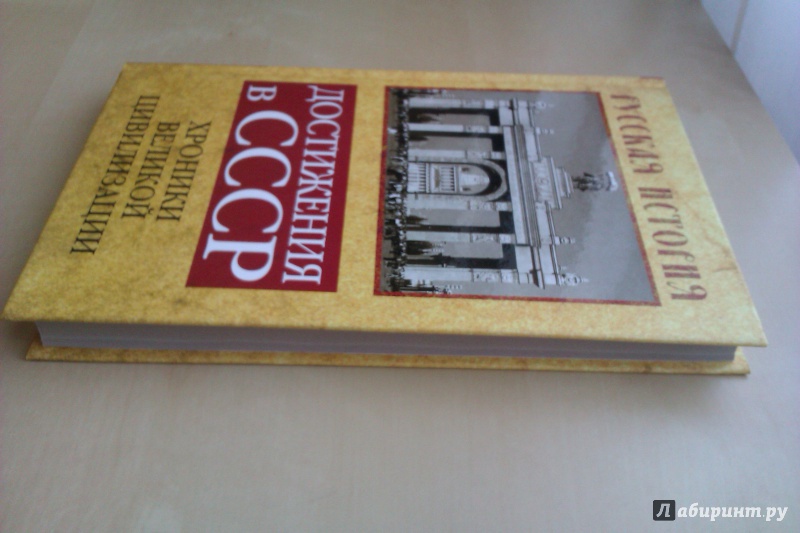 РУССКАЯ ИСТОРИЯ
ДОСТИЖЕНИЯ
В СССР
ХРОНИКИ
ВЕЛИКОЙ
ЦИВИЛИЗАЦИИ
Лабиринт.ру